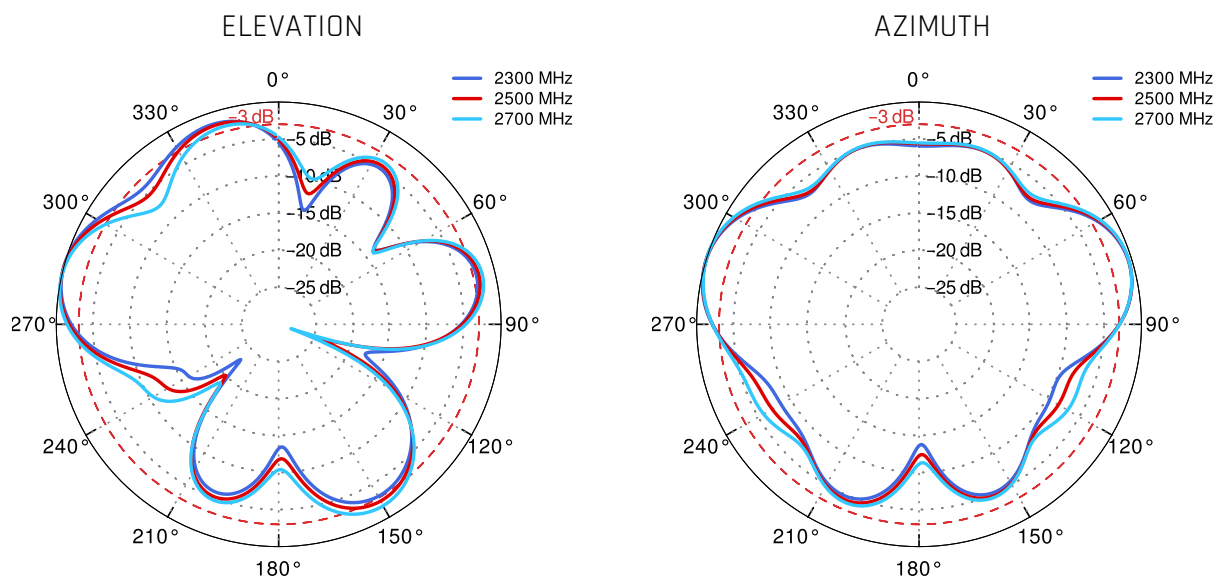 ELEVATION
0°
2300 MHz
2500 MHz
2700 MHz
330°
-3 dB
30°
-5 dB
-10 dB
300°
60°
-15 dB
-20 dB
-25 dB
270°
90°
240°
120°
210°
150°
180°
AZIMUTH
0°
2300 MHz
2500 MHz
2700 MHz
330°
-3 dB
30°
-5 dB
-10 dB
300°
60°
-15 dB
-20 dB
-25 dB
270°
90°
240°
120°
210°
150°
180°